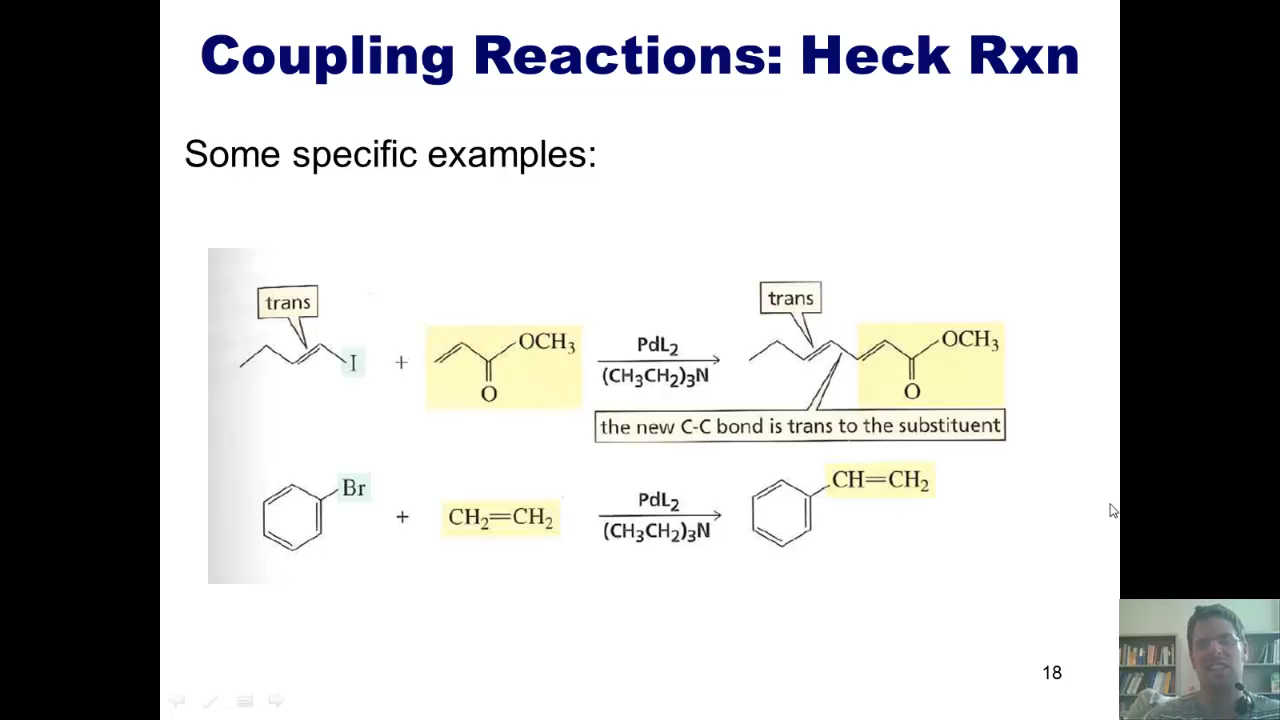 Coupling Reactions: Heck Rxn
Some specific examples:
trans
I
+
OCH₃
O
PdL₂
(CH₃CH₂)₃N
trans
OCH₃
O
the new C-C bond is trans to the substituent
Br
+
CH₂=CH₂
PdL₂
(CH₃CH₂)₃N
CH=CH₂
18